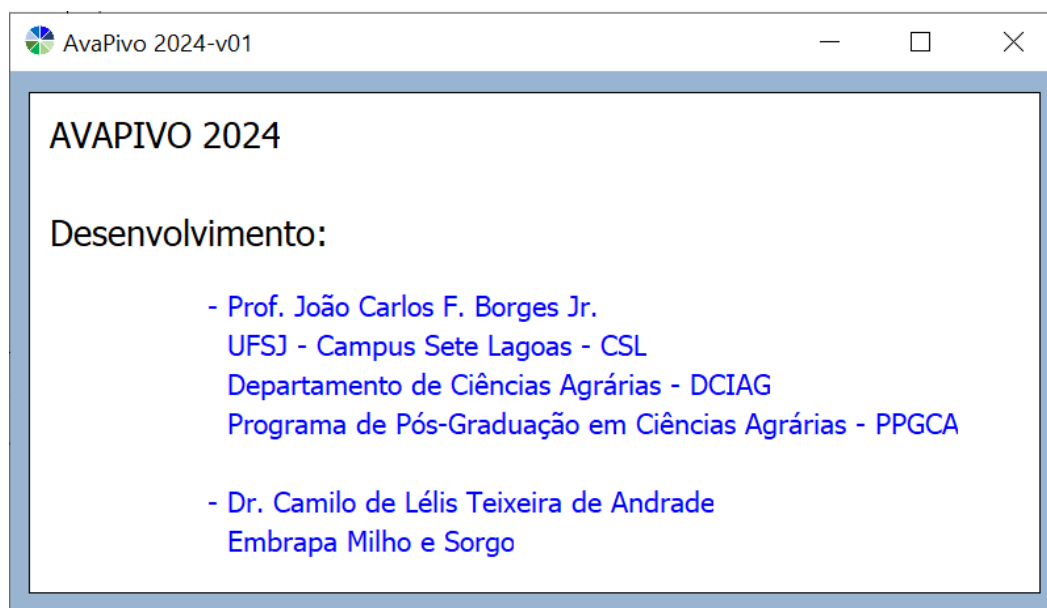 AvaPivo 2024-v01
AVAPIVO 2024
Desenvolvimento:
- Prof. João Carlos F. Borges Jr.
UFSJ - Campus Sete Lagoas - CSL
Departamento de Ciências Agrárias - DCIAG
Programa de Pós-Graduação em Ciências Agrárias - PPGCA
- Dr. Camilo de Lélis Teixeira de Andrade
Embrapa Milho e Sorgo